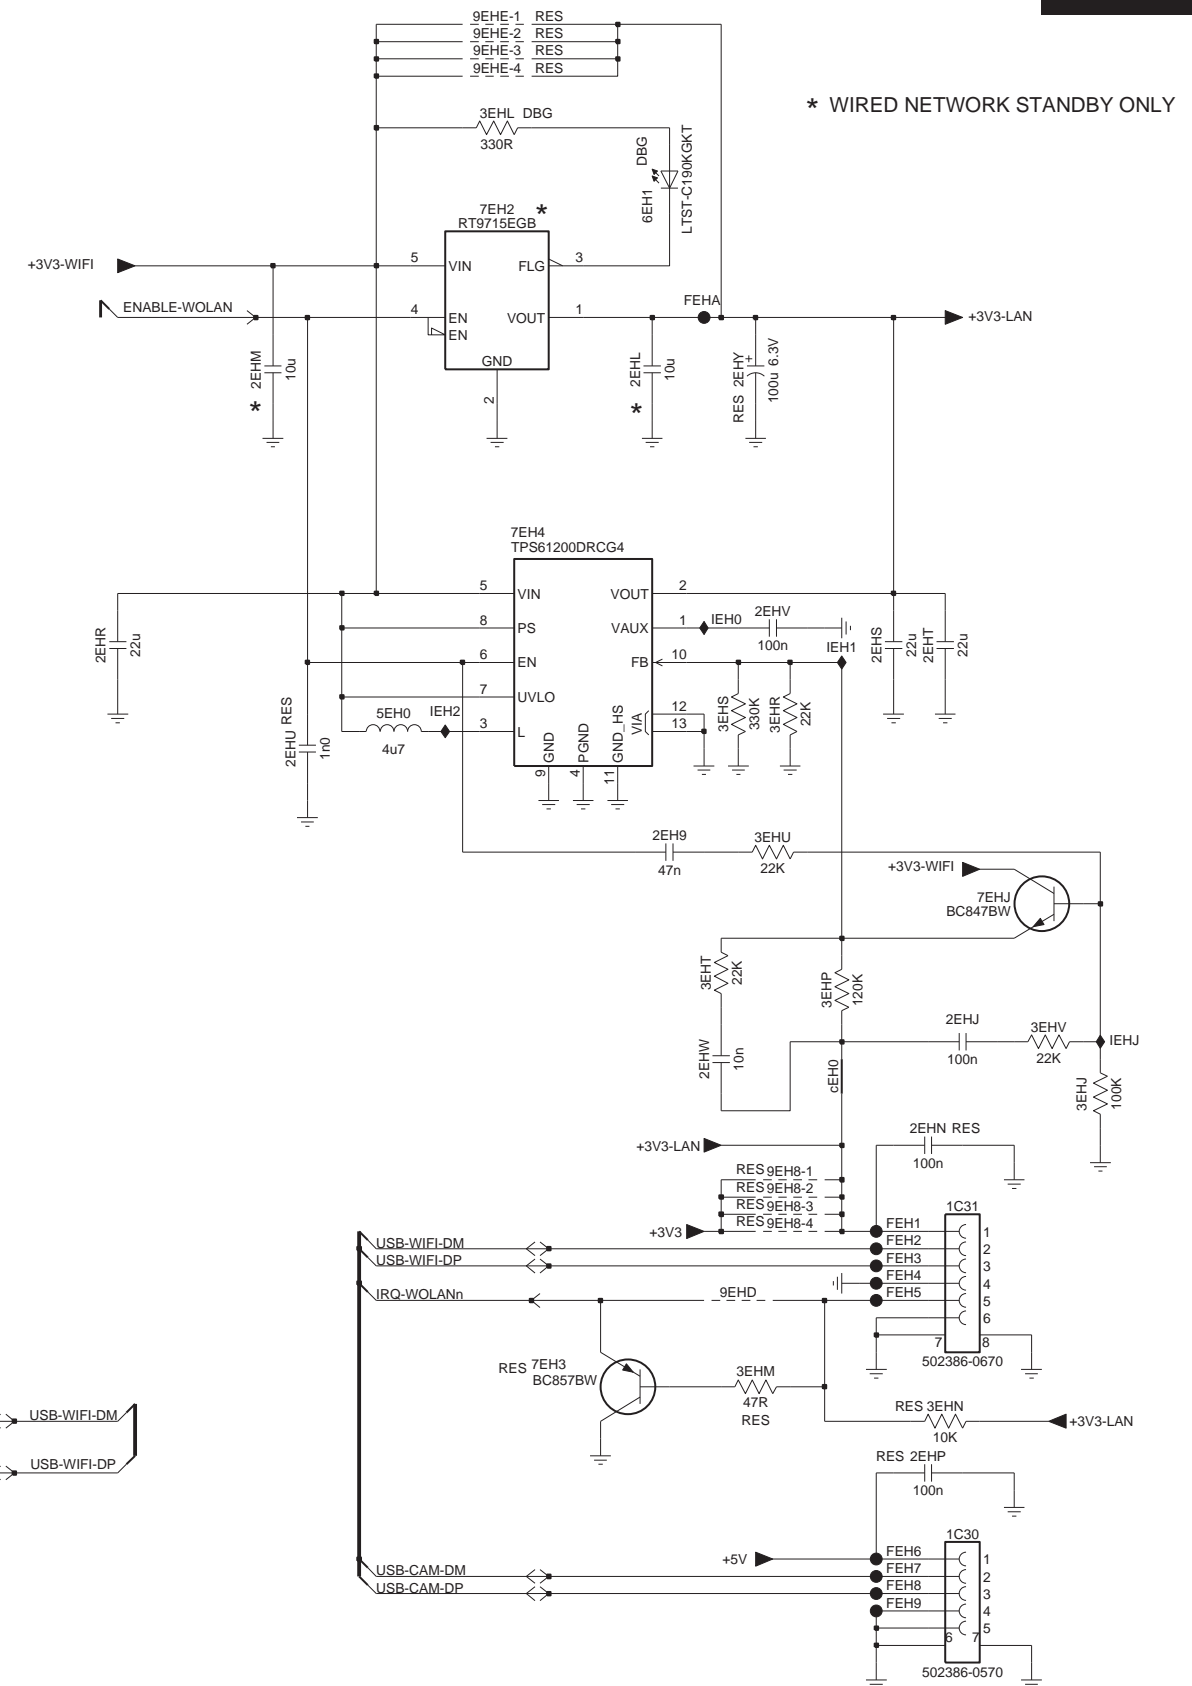 9EHE-1 RES
9EHE-2 RES
9EHE-3 RES
9EHE-4 RES
* WIRED NETWORK STANDBY ONLY
3EHL DBG
330R
DBG
6EH1
LTST-C190KGKT
7EH2 *
RT9715EGB
+3V3-WIFI
5
VIN
FLG
3
ENABLE-WOLAN
4
EN
EN
VOUT
1
FEHA
+3V3-LAN
GND
2
2EHM
10u
*
2EHL
10u
*
RES 2EHY
+
100u 6.3V
7EH4
TPS61200DRCG4
5
VIN
VOUT
2
8
PS
VAUX
1
IEH0
2EHV
100n
6
EN
FB
10
IEH1
7
UVLO
12
13
VIA
5EH0
4u7
IEH2
3
L
GND
PGND
GND_HS
9
4
11
2EHR
22u
2EHU RES
1n0
3EHS
330K
3EHR
22K
2EHS
22u
2EHT
22u
2EH9
47n
3EHU
22K
+3V3-WIFI
7EHJ
BC847BW
3EHT
22K
3EHP
120K
2EHW
10n
cEH0
2EHJ
100n
3EHV
22K
IEHJ
3EHJ
100K
+3V3-LAN
2EHN RES
100n
RES 9EH8-1
RES 9EH8-2
RES 9EH8-3
RES 9EH8-4
+3V3
1C31
FEH1
1
USB-WIFI-DM
FEH2
2
USB-WIFI-DP
FEH3
3
FEH4
4
IRQ-WOLANn
9EHD
FEH5
5
6
7
8
502386-0670
RES 7EH3
BC857BW
3EHM
47R
RES
RES 3EHN
10K
+3V3-LAN
USB-WIFI-DM
USB-WIFI-DP
RES 2EHP
100n
1C30
+5V
FEH6
1
USB-CAM-DM
FEH7
2
USB-CAM-DP
FEH8
3
FEH9
4
5
6
7
502386-0570